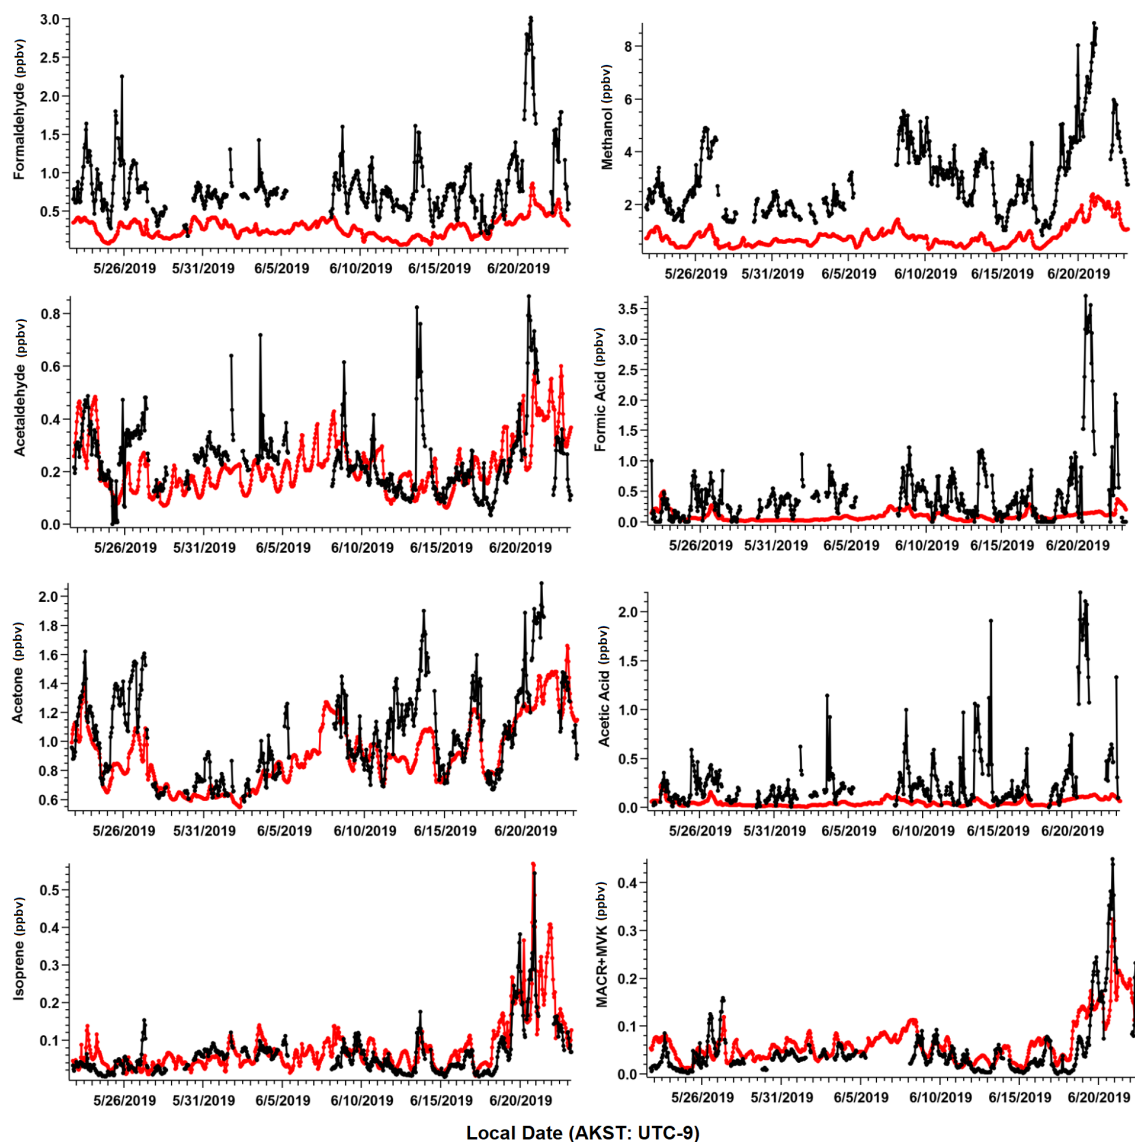 Formaldehyde (ppbv)
3.0
2.5
2.0
1.5
1.0
0.5
5/26/2019 5/31/2019 6/5/2019 6/10/2019 6/15/2019 6/20/2019
Methanol (ppbv)
8
6
4
2
5/26/2019 5/31/2019 6/5/2019 6/10/2019 6/15/2019 6/20/2019
Acetaldehyde (ppbv)
0.8
0.6
0.4
0.2
0.0
5/26/2019 5/31/2019 6/5/2019 6/10/2019 6/15/2019 6/20/2019
Formic Acid (ppbv)
3.5
3.0
2.5
2.0
1.5
1.0
0.5
0.0
5/26/2019 5/31/2019 6/5/2019 6/10/2019 6/15/2019 6/20/2019
Acetone (ppbv)
2.0
1.8
1.6
1.4
1.2
1.0
0.8
0.6
5/26/2019 5/31/2019 6/5/2019 6/10/2019 6/15/2019 6/20/2019
Acetic Acid (ppbv)
2.0
1.5
1.0
0.5
0.0
5/26/2019 5/31/2019 6/5/2019 6/10/2019 6/15/2019 6/20/2019
Isoprene (ppbv)
0.5
0.4
0.3
0.2
0.1
5/26/2019 5/31/2019 6/5/2019 6/10/2019 6/15/2019 6/20/2019
MACR+MVK (ppbv)
0.4
0.3
0.2
0.1
0.0
5/26/2019 5/31/2019 6/5/2019 6/10/2019 6/15/2019 6/20/2019
Local Date (AKST: UTC-9)